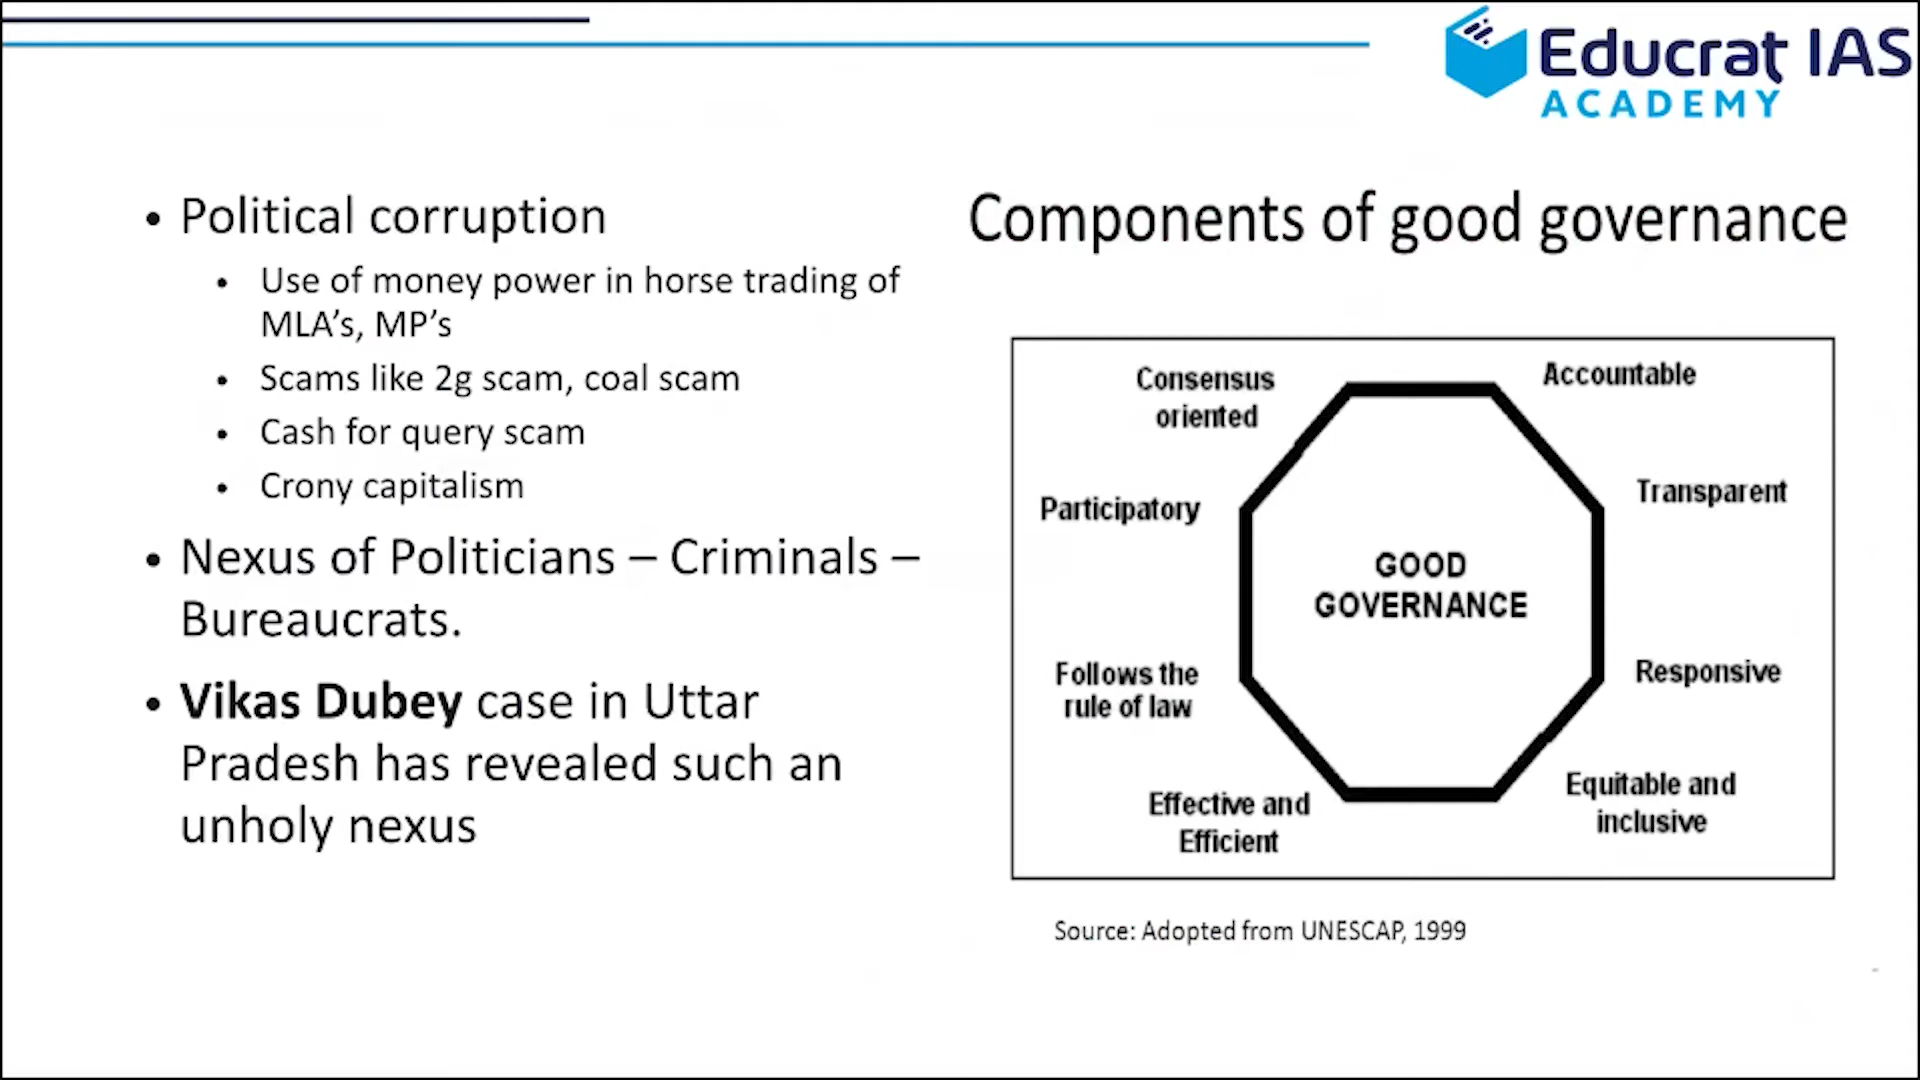 Educrat IAS
ACADEMY
• Political corruption
• Use of money power in horse trading of
MLA’s, MP’s
• Scams like 2g scam, coal scam
• Cash for query scam
• Crony capitalism
• Nexus of Politicians – Criminals –
Bureaucrats.
• Vikas Dubey case in Uttar
Pradesh has revealed such an
unholy nexus
Components of good governance
Consensus
oriented
Accountable
Participatory
Transparent
GOOD
GOVERNANCE
Follows the
rule of law
Responsive
Effective and
Efficient
Equitable and
inclusive
Source: Adopted from UNESCAP, 1999